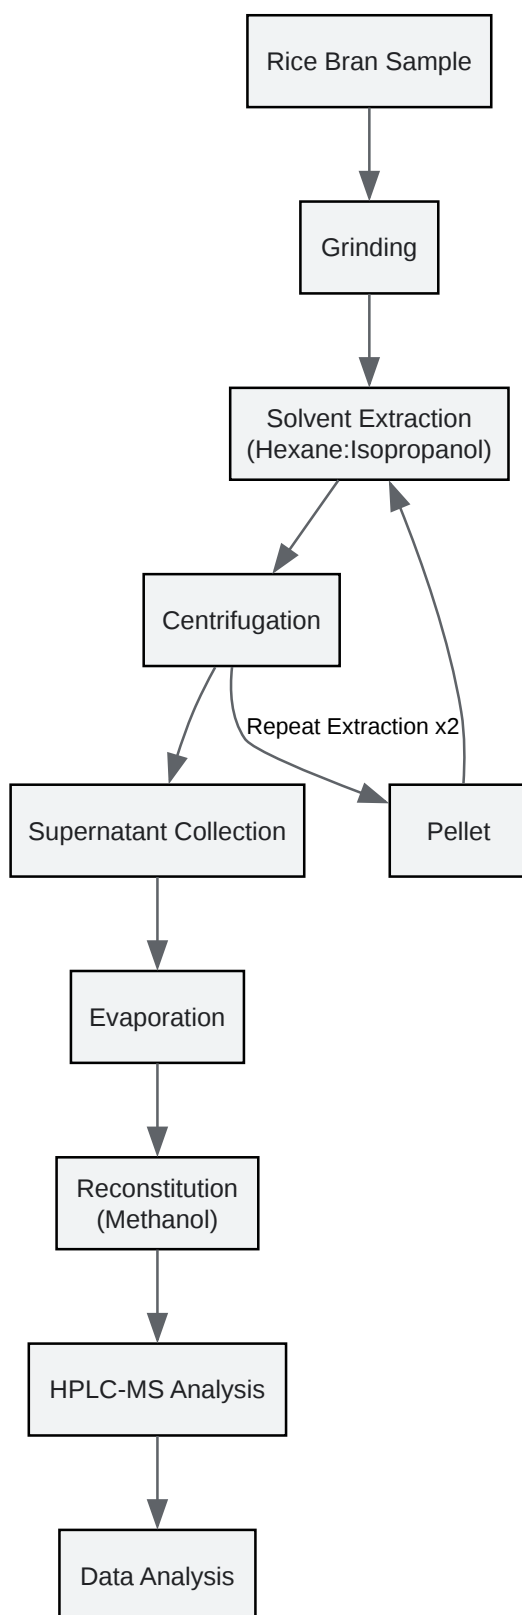 Rice Bran Sample
Grinding
Solvent Extraction
(Hexane:Isopropanol)
Centrifugation
Repeat Extraction x2
Supernatant Collection
Pellet
Evaporation
Reconstitution
(Methanol)
HPLC-MS Analysis
Data Analysis